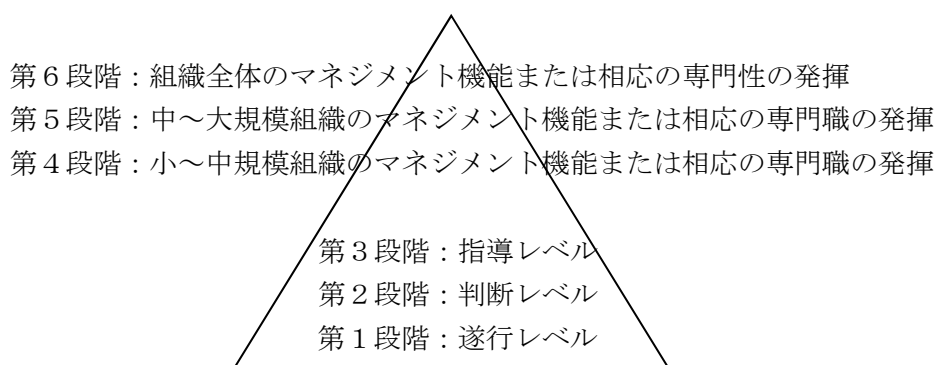 第６段階：組織全体のマネジメント機能または相応の専門性の発揮
第５段階：中～大規模組織のマネジメント機能または相応の専門職の発揮
第４段階：小～中規模組織のマネジメント機能または相応の専門職の発揮
第３段階：指導レベル
第２段階：判断レベル
第１段階：遂行レベル